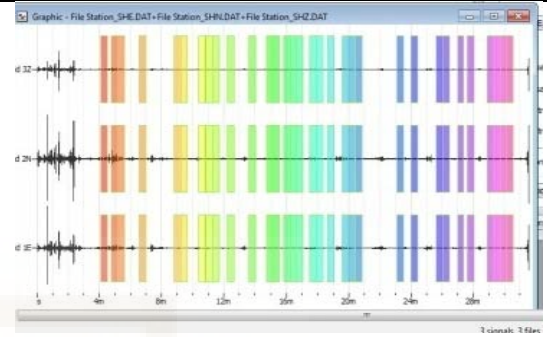 Graphic - File Station_SHE.DAT+File Station_SHN.DAT+File Station_SHZ.DAT
d 3Z
d 2N
d 1E
s 4m 8m 12m 16m 20m 24m 28m
3 signals, 3 files